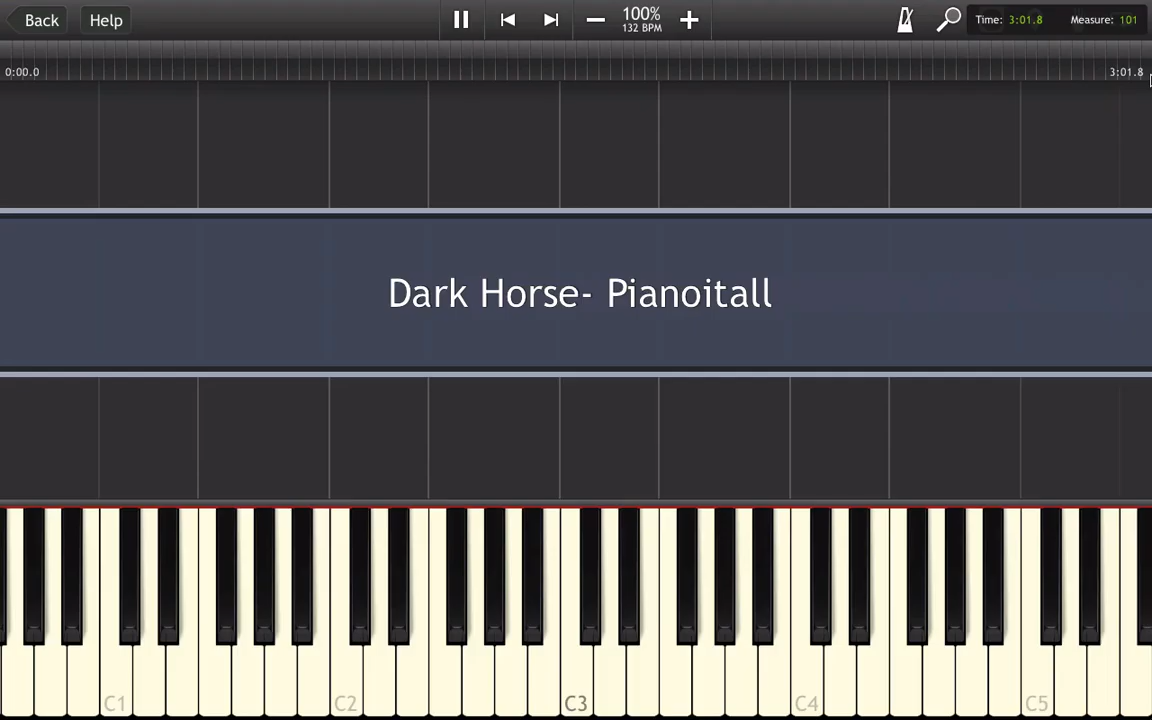 Back Help 100% Time: 3:01.8 Measure: 101
132 BPM
0:00.0 3:01.8
Dark Horse- Pianoitall
C1 C2 C3 C4 C5